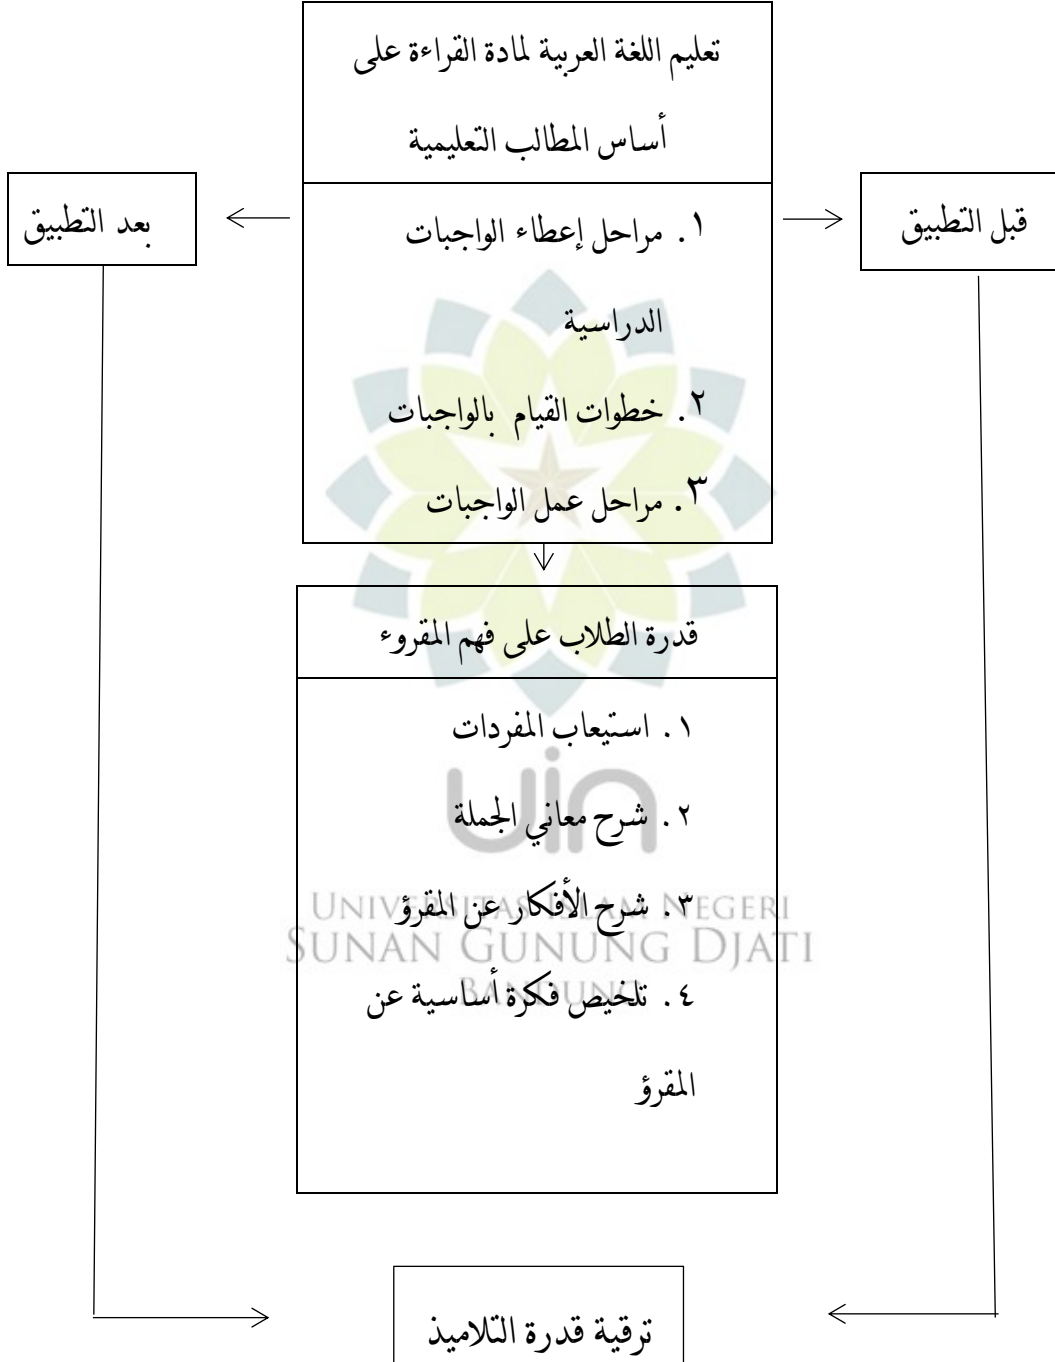 تعليم اللغة العربية لمادة القراءة على
أساس المطالب التعليمية
قبل التطبيق
بعد التطبيق
١. مراحل إعطاء الواجبات
الدراسية
٢. خطوات القيام بالواجبات
٣. مراحل عمل الواجبات
قدرة الطلاب على فهم المقروء
١. استيعاب المفردات
٢. شرح معاني الجملة
٣. شرح الأفكار عن المقرؤ
٤. تلخيص فكرة أساسية عن
المقرؤ
uin
UNIVERSITAS ISLAM NEGERI
SUNAN GUNUNG DJATI
BANDUNG
ترقية قدرة التلاميذ